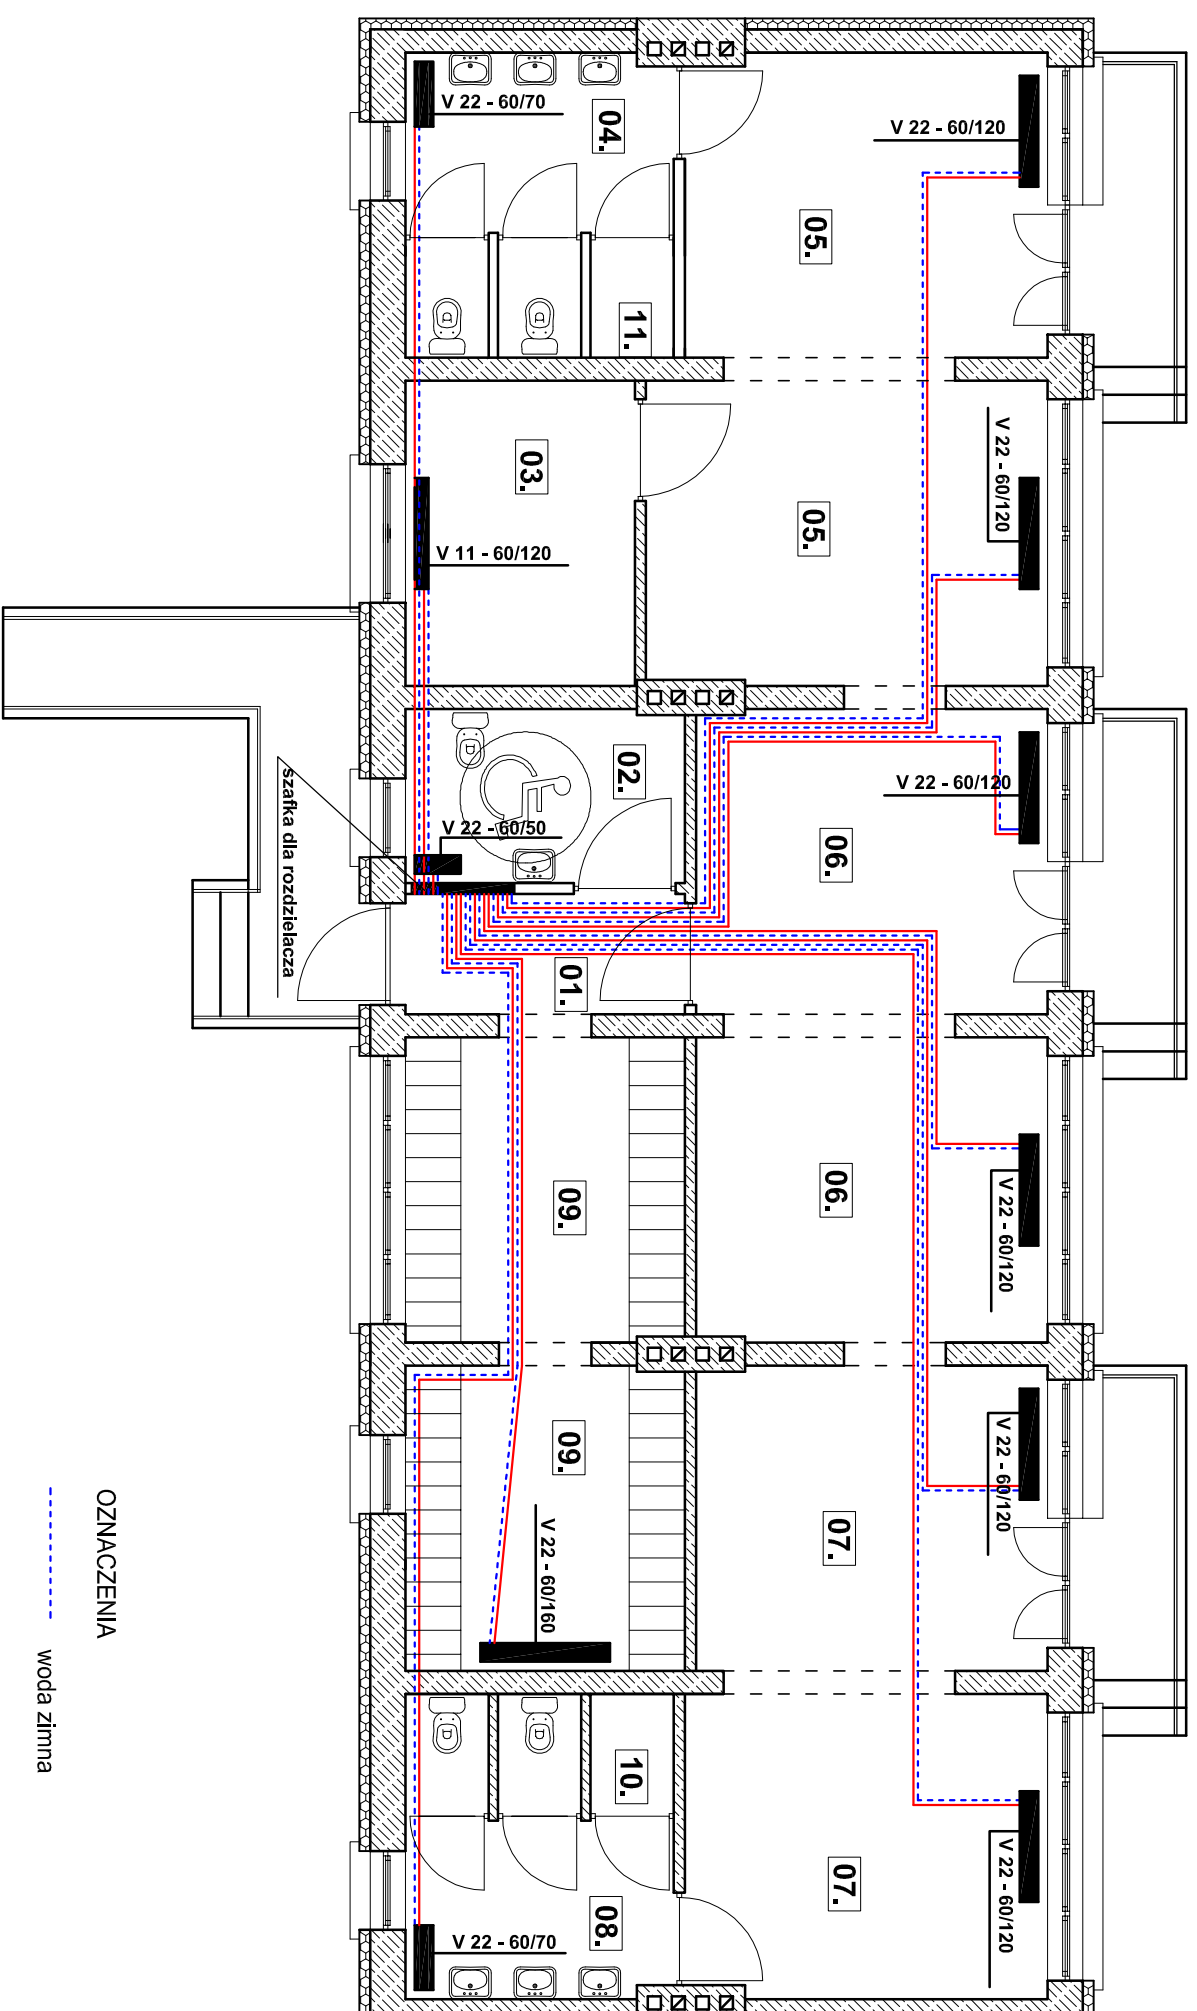 V 22 - 60/70
04.
V 22 - 60/120
05.
11.
03.
V 11 - 60/120
05.
V 22 - 60/120
02.
V 22 - 60/50
V 22 - 60/120
06.
szafka dla rozdzielacza
01.
09.
06.
V 22 - 60/120
09.
V 22 - 60/160
07.
V 22 - 60/120
10.
08.
V 22 - 60/70
07.
V 22 - 60/120
OZNACZENIA
woda zimna